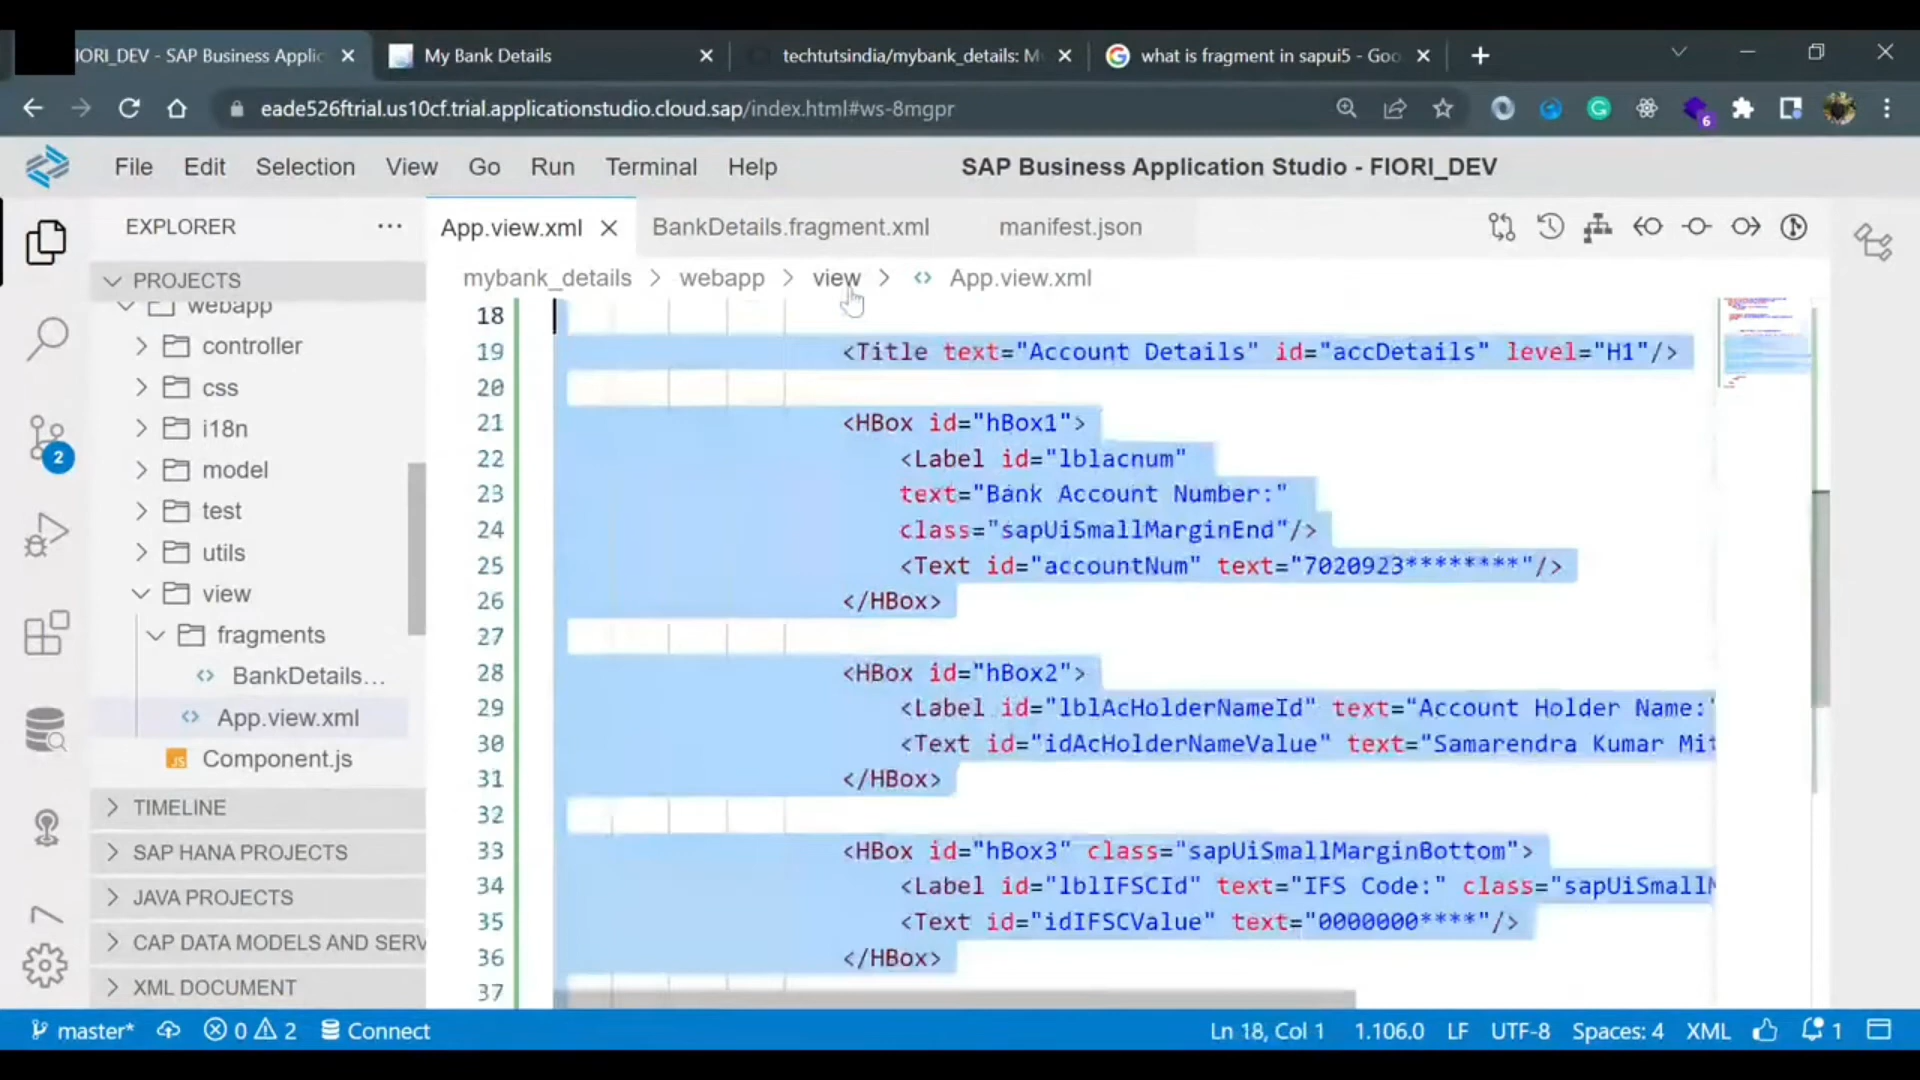 IORI_DEV - SAP Business Applic
My Bank Details
techtutsindia/mybank_details: M
what is fragment in sapui5 - Goo
eade526ftrial.us10cf.trial.applicationstudio.cloud.sap/index.html#ws-8mgpr
6
File Edit Selection View Go Run Terminal Help
SAP Business Application Studio - FIORI_DEV
EXPLORER
App.view.xml
BankDetails.fragment.xml
manifest.json
PROJECTS
mybank_details > webapp > view > <> App.view.xml
webapp
controller
css
i18n
model
test
utils
view
fragments
<> BankDetails...
<> App.view.xml
JS Component.js
TIMELINE
SAP HANA PROJECTS
JAVA PROJECTS
CAP DATA MODELS AND SERV
XML DOCUMENT
2
18
19 <Title text="Account Details" id="accDetails" level="H1"/>
20
21 <HBox id="hBox1">
22 <Label id="lblacnum"
23 text="Bank Account Number:"
24 class="sapUiSmallMarginEnd"/>
25 <Text id="accountNum" text="7020923********"/>
26 </HBox>
27
28 <HBox id="hBox2">
29 <Label id="lblAcHolderNameId" text="Account Holder Name:"
30 <Text id="idAcHolderNameValue" text="Samarendra Kumar Mi
31 </HBox>
32
33 <HBox id="hBox3" class="sapUiSmallMarginBottom">
34 <Label id="lblIFSCId" text="IFS Code:" class="sapUiSmall
35 <Text id="idIFSCValue" text="0000000****"/>
36 </HBox>
37
master* 0 2 Connect
Ln 18, Col 1 1.106.0 LF UTF-8 Spaces: 4 XML 1